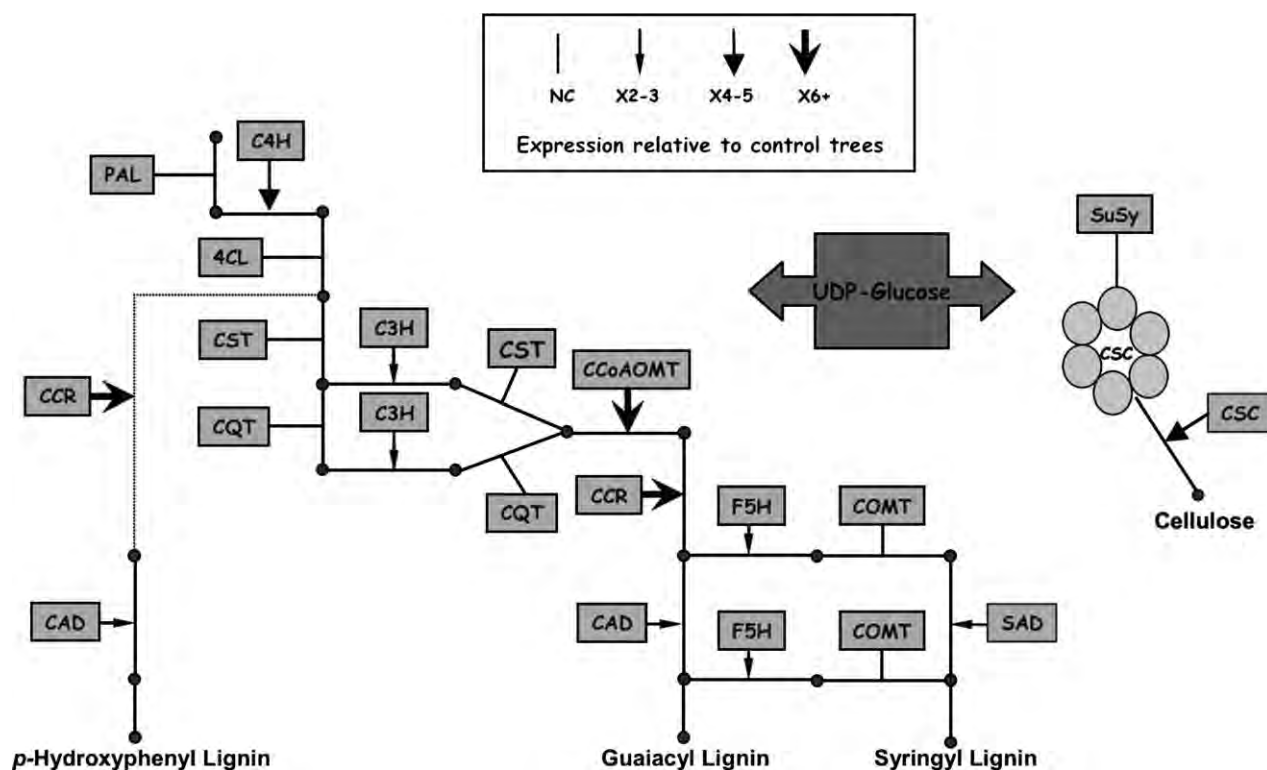 NC X2-3 X4-5 X6+
Expression relative to control trees
C4H
PAL
SuSy
4CL
UDP-Glucose
CST
C3H
CST
CCoAOMT
CSC
CCR
C3H
CSC
CQT
CCR
CQT
F5H
COMT
Cellulose
CAD
CAD
F5H
COMT
SAD
p-Hydroxyphenyl Lignin
Guaiacyl Lignin
Syringyl Lignin